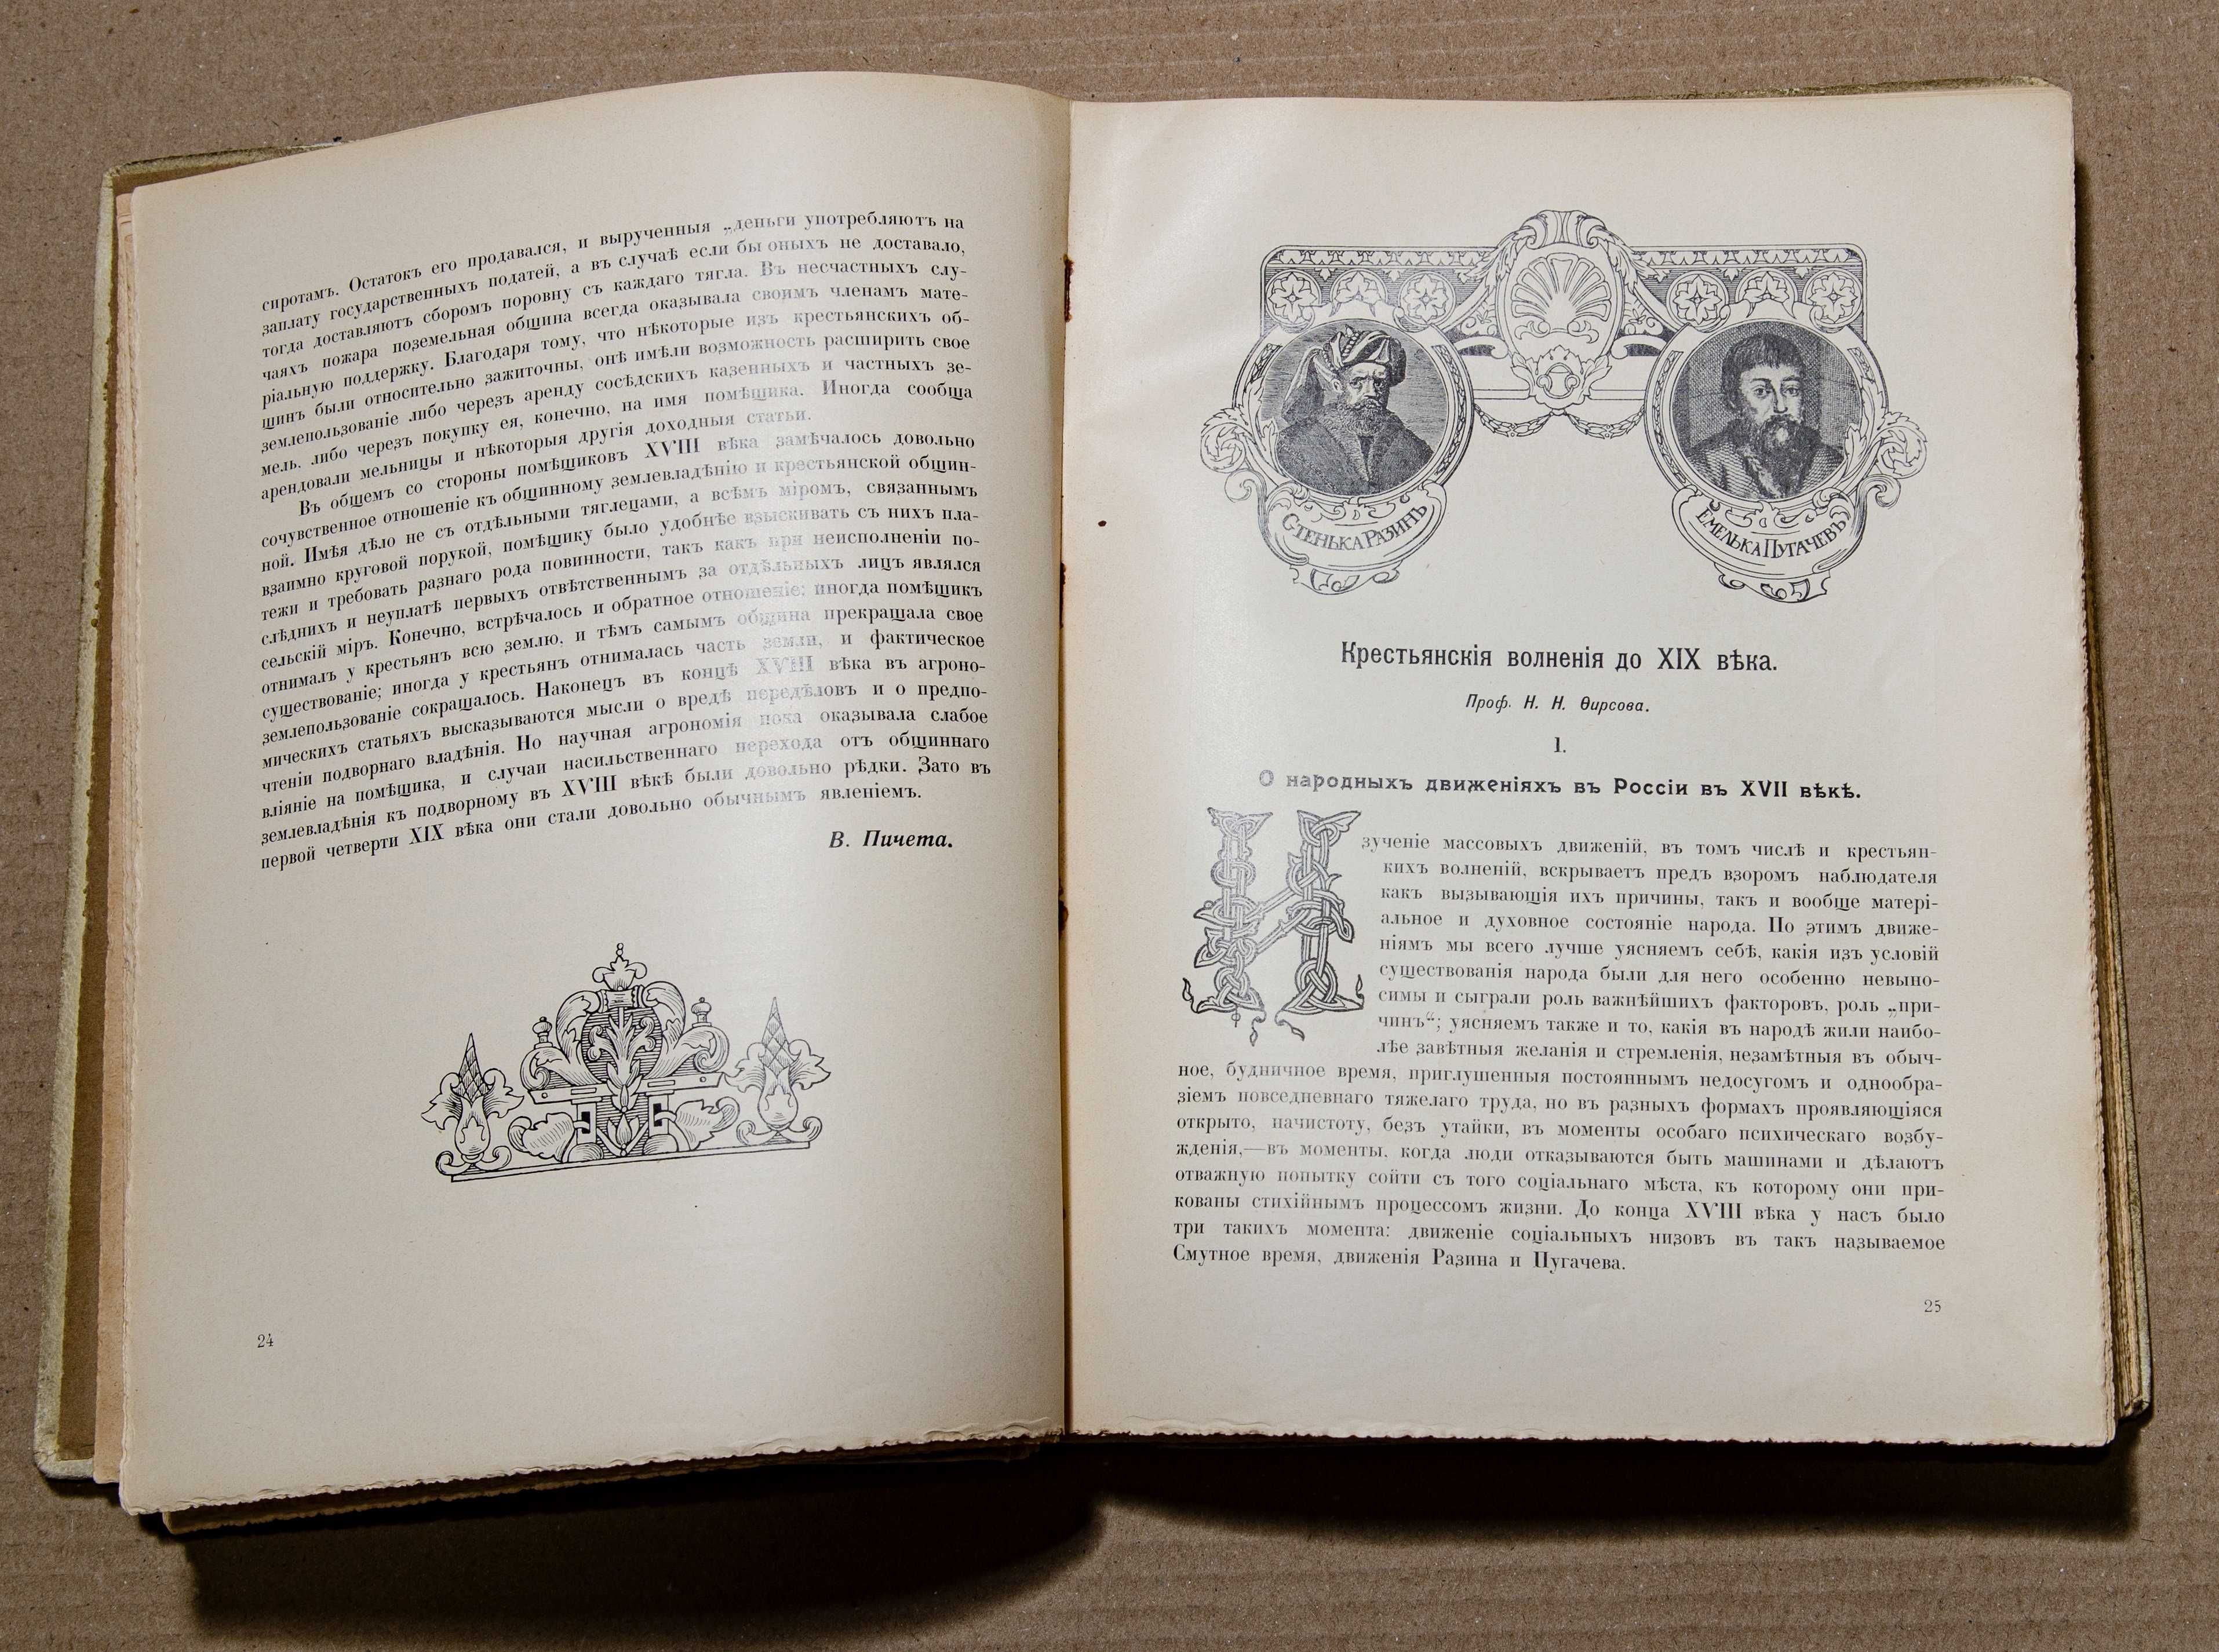 сиротамъ. Остатокъ его продавался, и вырученныя „деньги употребляютъ на
заплату государственныхъ податей, а въ случаѣ если бы оныхъ не доставало,
тогда доставляютъ сборомъ поровну съ каждаго тягла. Въ несчастныхъ слу-
чаяхъ пожара поземельная община всегда оказывала своимъ членамъ мате-
ріальную поддержку. Благодаря тому, что нѣкоторые изъ крестьянскихъ об-
щинъ были относительно зажиточны, онѣ имѣли возможность расширить свое
землепользованіе либо черезъ аренду сосѣдскихъ казенныхъ и частныхъ зе-
мель, либо черезъ покупку ея, конечно, на имя помѣщика. Иногда сообща
арендовали мельницы и нѣкоторыя другія доходныя статьи.
Въ общемъ со стороны помѣщиковъ XVIII вѣка замѣчалось довольно
сочувственное отношеніе къ общинному землевладѣнію и крестьянской общин-
ной. Имѣя дѣло не съ отдѣльными тяглецами, а всѣмъ міромъ, связаннымъ
взаимно круговой порукой, помѣщику было удобнѣе взыскивать съ нихъ пла-
тежи и требовать разнаго рода повинности, такъ какъ при неисполненіи по-
слѣднихъ и неуплатѣ первыхъ отвѣтственнымъ за отдѣльныхъ лицъ являлся
сельскій міръ. Конечно, встрѣчалось и обратное отношеніе: иногда помѣщикъ
отнималъ у крестьянъ всю землю, и тѣмъ самымъ община прекращала свое
существованіе; иногда у крестьянъ отнималась часть земли, и фактическое
землепользованіе сокращалось. Наконецъ въ концѣ XVIII вѣка въ агроно-
мическихъ статьяхъ высказываются мысли о вредѣ передѣловъ и о предпо-
чтеніи подворнаго владѣнія. Но научная агрономія пока оказывала слабое
вліяніе на помѣщика, и случаи насильственнаго перехода отъ общиннаго
землевладѣнія къ подворному въ XVIII вѣкѣ были довольно рѣдки. Зато въ
первой четверти XIX вѣка они стали довольно обычнымъ явленіемъ.
В. Пичета.
24
СТЕНЬКА РАЗИНЪ
ЕМЕЛЬКА ПУГАЧЕВЪ
Крестьянскія волненія до XIX вѣка.
Проф. Н. Н. Ѳирсова.
I.
О народныхъ движеніяхъ въ Россіи въ XVII вѣкѣ.
Изученіе массовыхъ движеній, въ томъ числѣ и крестьян-
кихъ волненій, вскрываетъ предъ взоромъ наблюдателя
какъ вызывающія ихъ причины, такъ и вообще матері-
альное и духовное состояніе народа. По этимъ движе-
ніямъ мы всего лучше уясняемъ себѣ, какія изъ условій
существованія народа были для него особенно невыно-
симы и сыграли роль важнѣйшихъ факторовъ, роль „при-
чинъ“; уясняемъ также и то, какія въ народѣ жили наибо-
лѣе завѣтныя желанія и стремленія, незамѣтныя въ обыч-
ное, будничное время, приглушенныя постояннымъ недосугомъ и однообра-
зіемъ повседневнаго тяжелаго труда, но въ разныхъ формахъ проявляющіяся
открыто, начистоту, безъ утайки, въ моменты особаго психическаго возбу-
жденія,—въ моменты, когда люди отказываются быть машинами и дѣлаютъ
отважную попытку сойти съ того соціальнаго мѣста, къ которому они при-
кованы стихійнымъ процессомъ жизни. До конца XVIII вѣка у насъ было
три такихъ момента: движеніе соціальныхъ низовъ въ такъ называемое
Смутное время, движенія Разина и Пугачева.
25